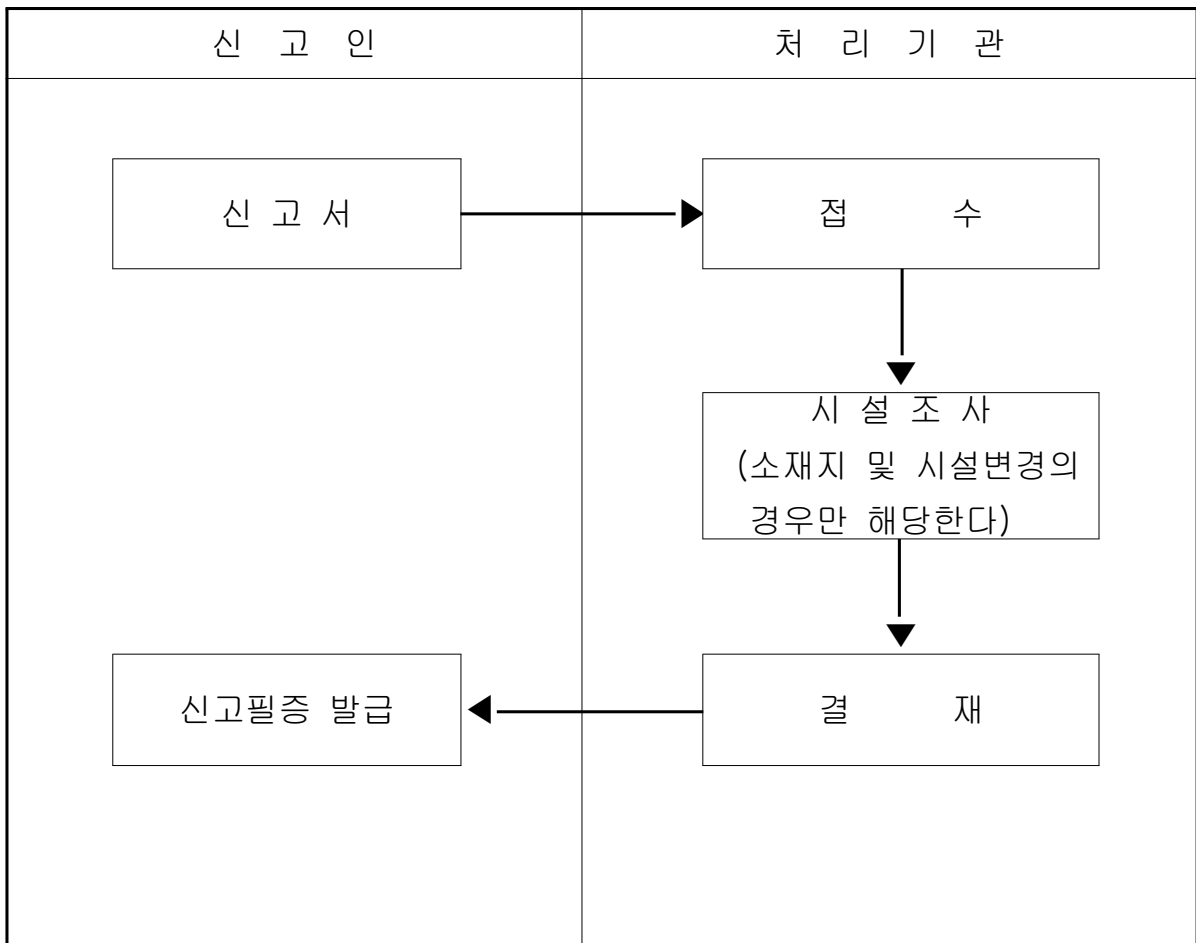 신 고 인
처 리 기 관
신 고 서
접 수
시 설 조 사
(소재지 및 시설변경의
경우만 해당한다)
신고필증 발급
결 재